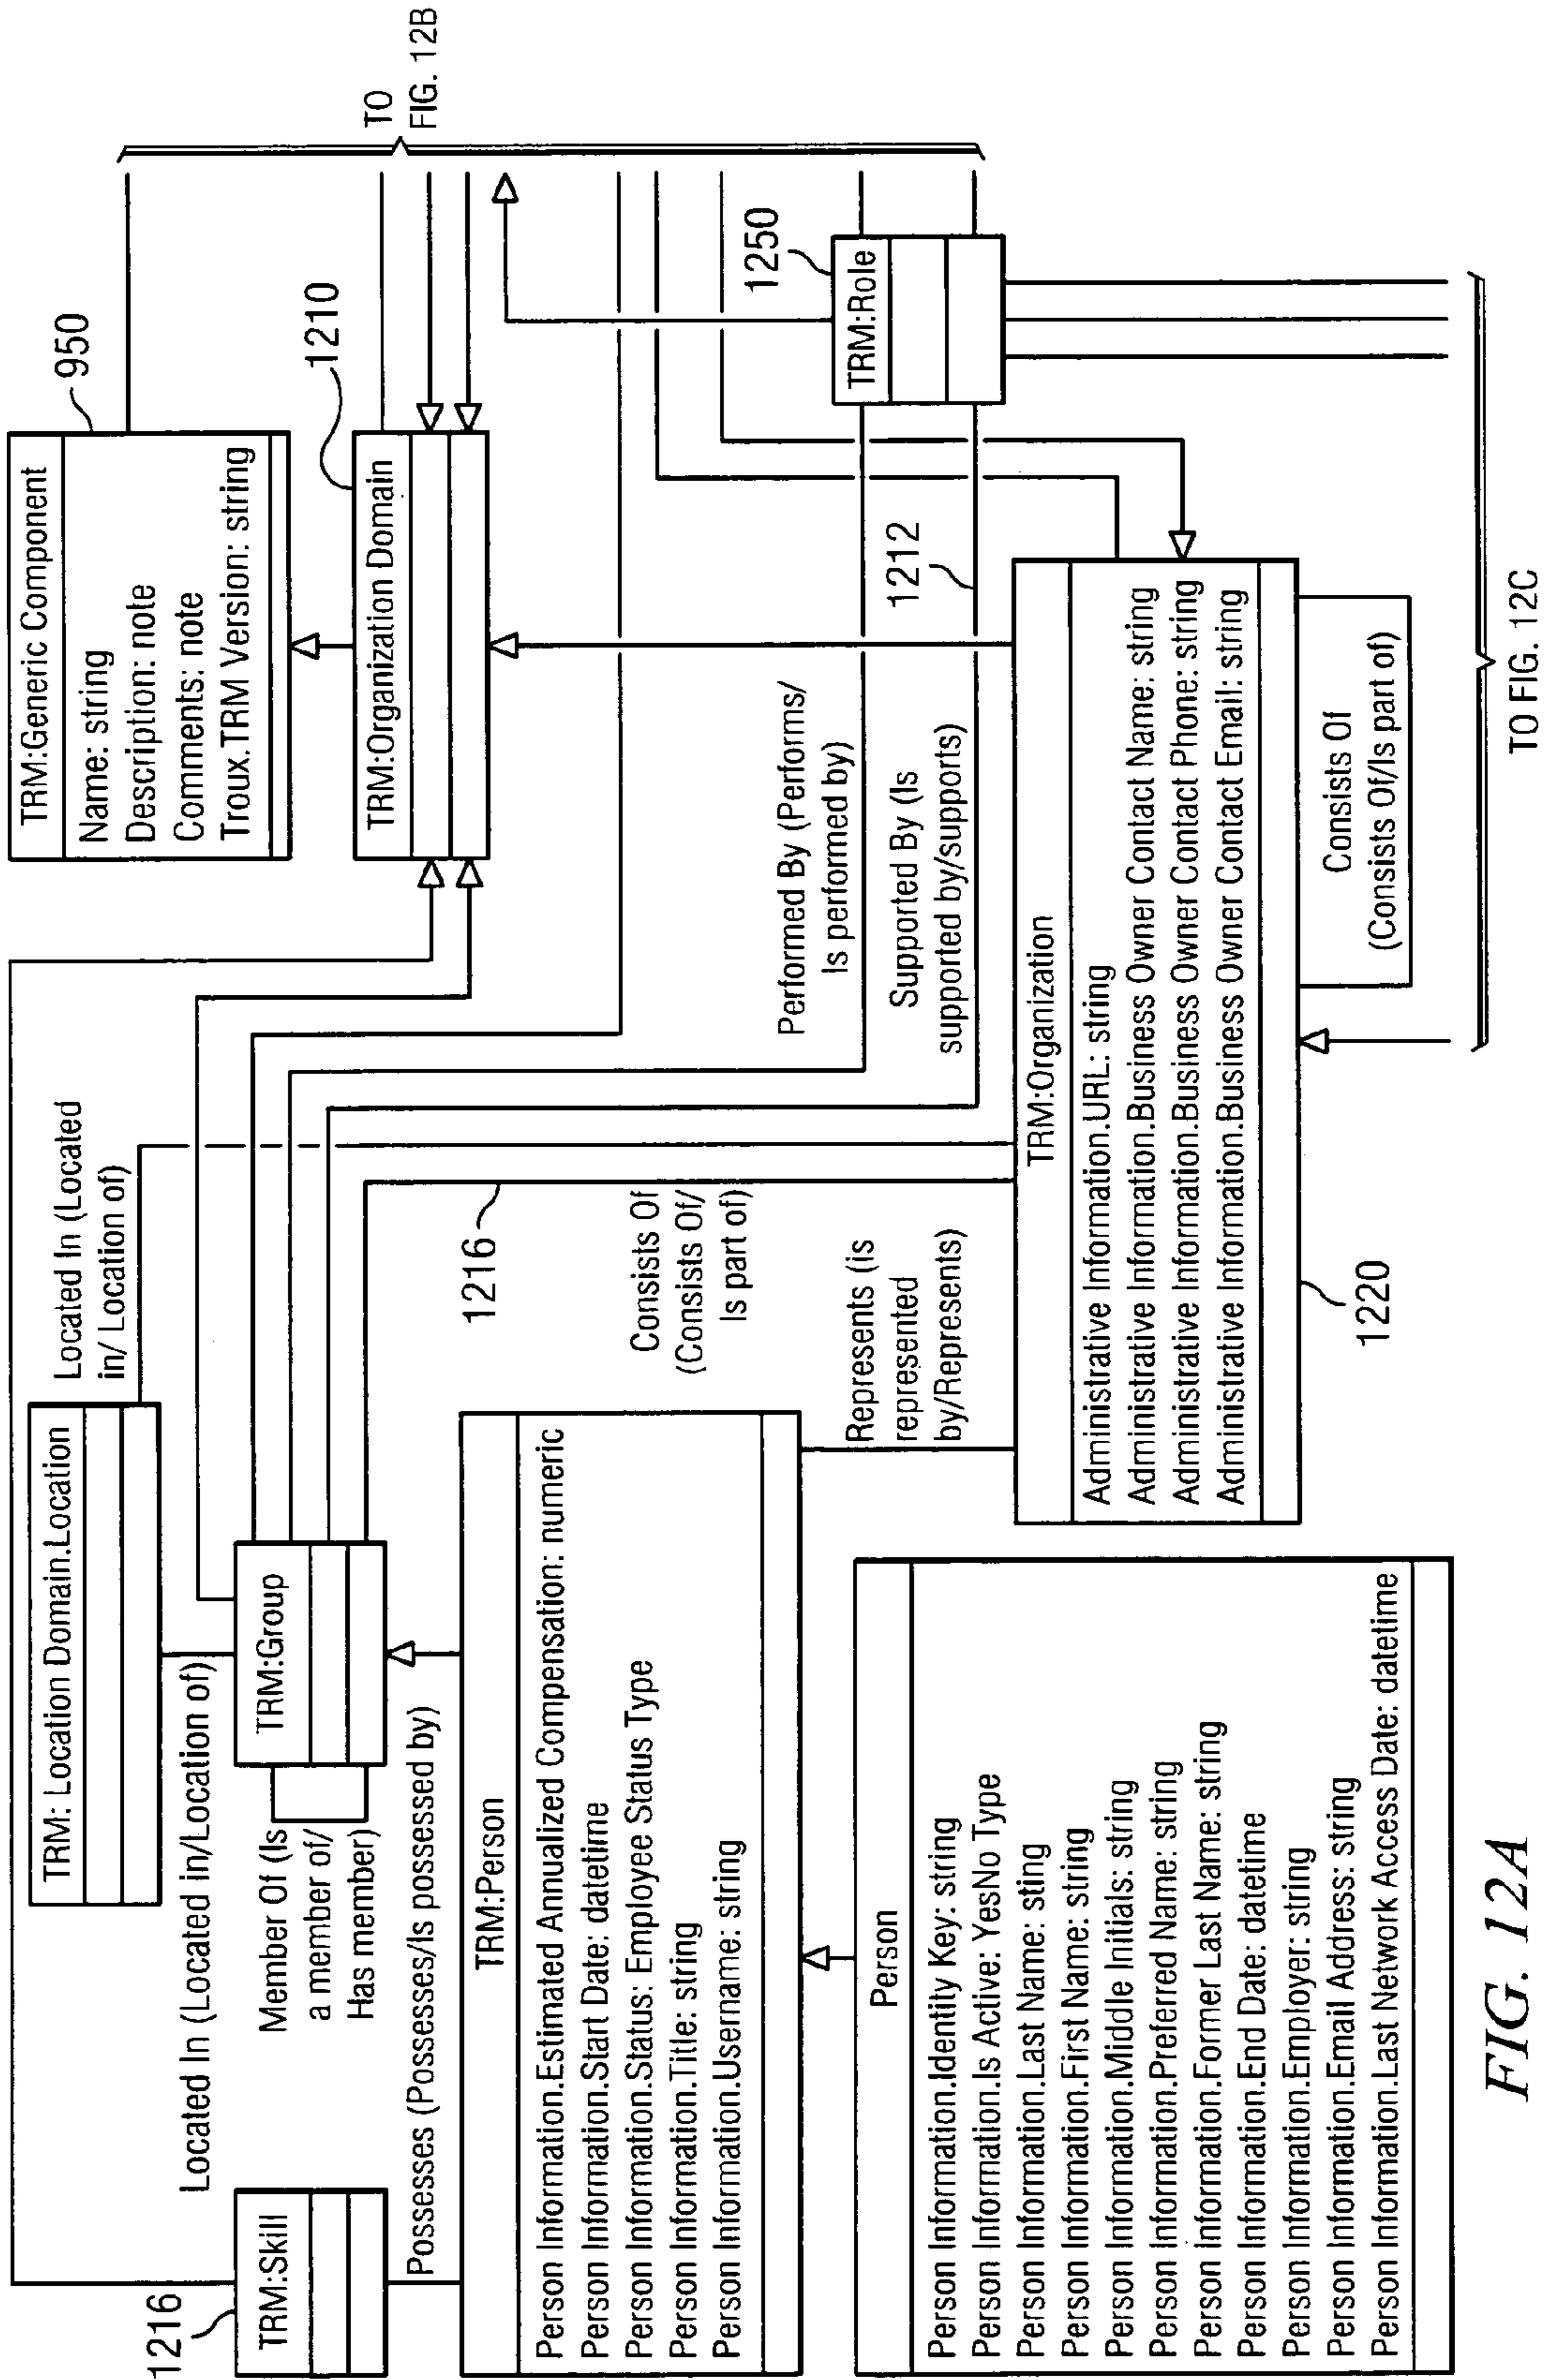 TRM:Generic Component
Name: string
Description: note
Comments: note
Troux.TRM Version: string
950
TRM:Organization Domain
1210
TO
FIG. 12B
TRM: Location Domain.Location
Located In (Located
in/ Location of)
Located In (Located in/Location of)
TRM:Skill
1216
TRM:Group
Member Of (Is
a member of/
Has member)
Possesses (Possesses/Is possessed by)
1216
Consists Of
(Consists Of/
Is part of)
Performed By (Performs/
Is performed by)
Supported By (Is
supported by/supports)
1212
TRM:Role
1250
TRM:Person
Person Information.Estimated Annualized Compensation: numeric
Person Information.Start Date: datetime
Person Information.Status: Employee Status Type
Person Information.Title: string
Person Information.Username: string
Represents (is
represented
by/Represents)
TRM:Organization
Administrative Information.URL: string
Administrative Information.Business Owner Contact Name: string
Administrative Information.Business Owner Contact Phone: string
Administrative Information.Business Owner Contact Email: string
1220
Consists Of
(Consists Of/Is part of)
Person
Person Information.Identity Key: string
Person Information.Is Active: YesNo Type
Person Information.Last Name: sting
Person Information.First Name: string
Person Information.Middle Initials: string
Person Information.Preferred Name: string
Person Information.Former Last Name: string
Person Information.End Date: datetime
Person Information.Employer: string
Person Information.Email Address: string
Person Information.Last Network Access Date: datetime
TO FIG. 12C
FIG. 12A